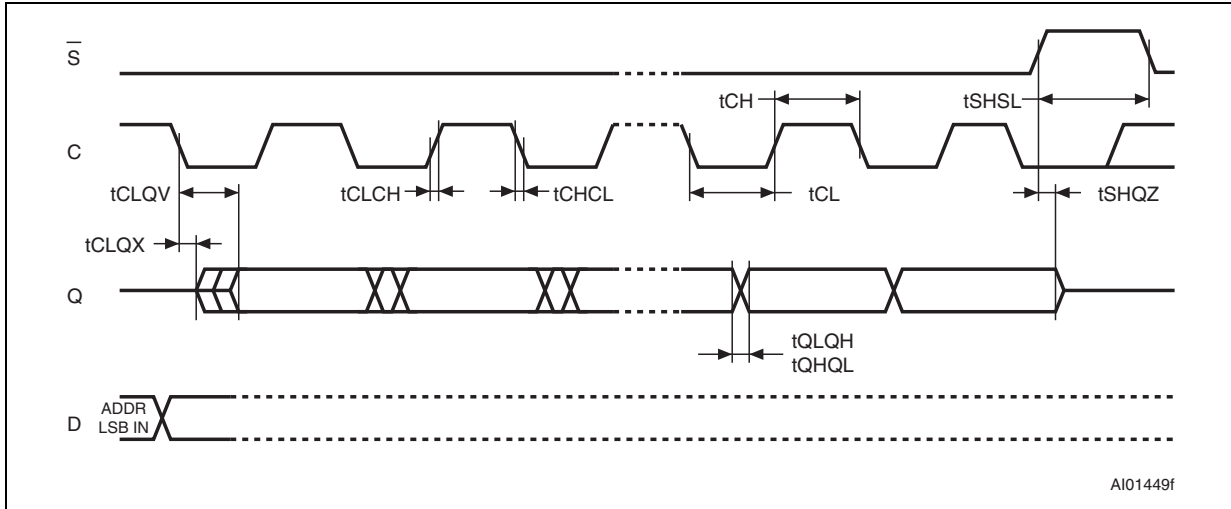 S
tCH
tSHSL
C
tCLQV
tCLCH
tCHCL
tCL
tSHQZ
tCLQX
Q
tQLQH
tQHQL
D
ADDR
LSB IN
AI01449f